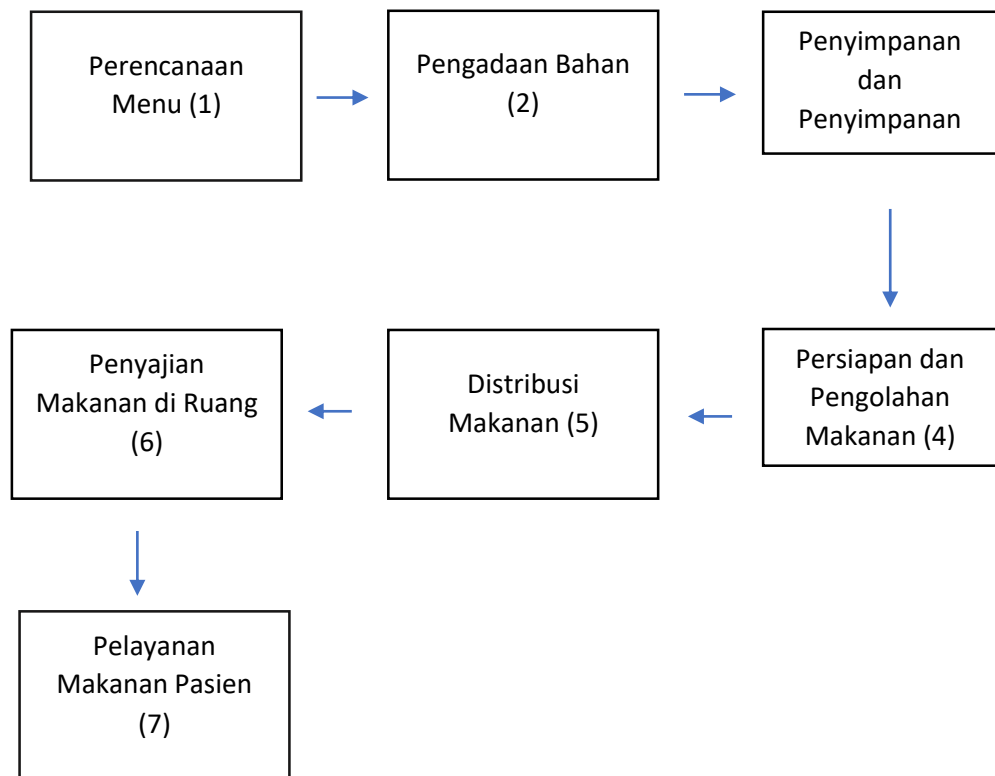 Perencanaan
Menu (1)
Pengadaan Bahan
(2)
Penyimpanan
dan
Penyimpanan
Persiapan dan
Pengolahan
Makanan (4)
Distribusi
Makanan (5)
Penyajian
Makanan di Ruang
(6)
Pelayanan
Makanan Pasien
(7)